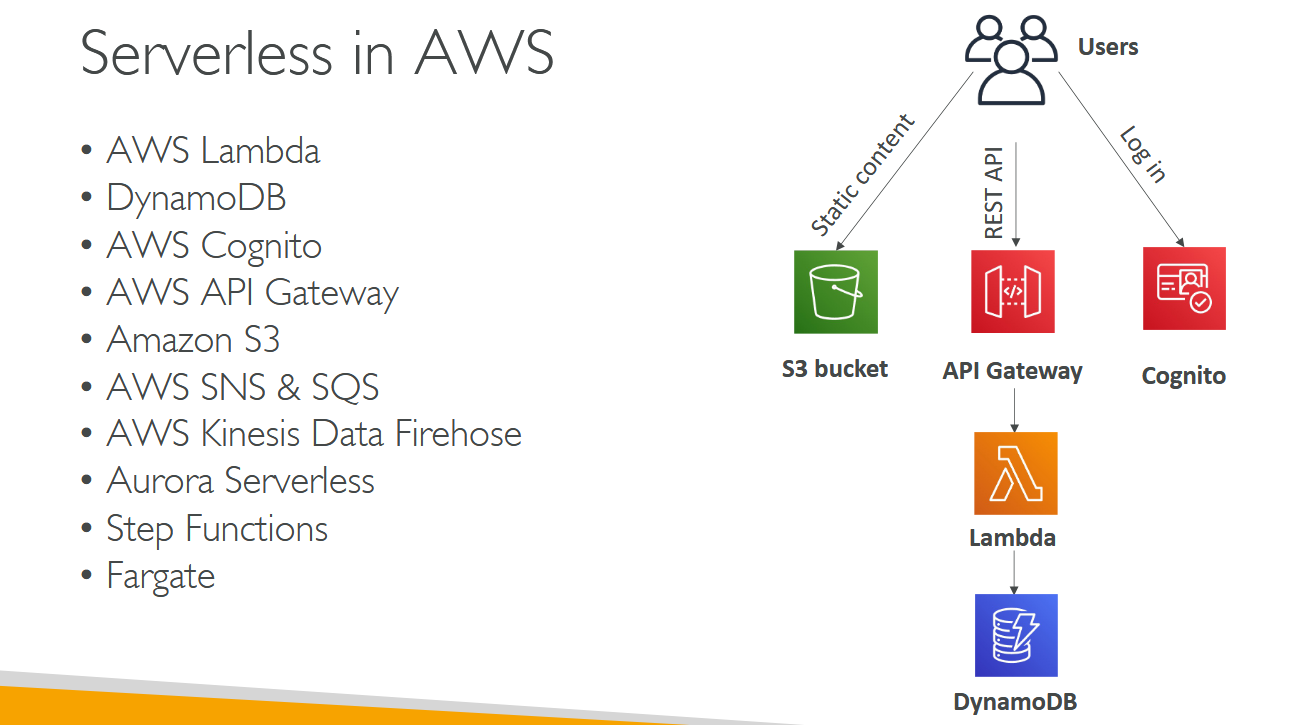 Serverless in AWS
• AWS Lambda
• DynamoDB
• AWS Cognito
• AWS API Gateway
• Amazon S3
• AWS SNS & SQS
• AWS Kinesis Data Firehose
• Aurora Serverless
• Step Functions
• Fargate
Users
Static content
REST API
Log in
</>
S3 bucket
API Gateway
Cognito
Lambda
DynamoDB